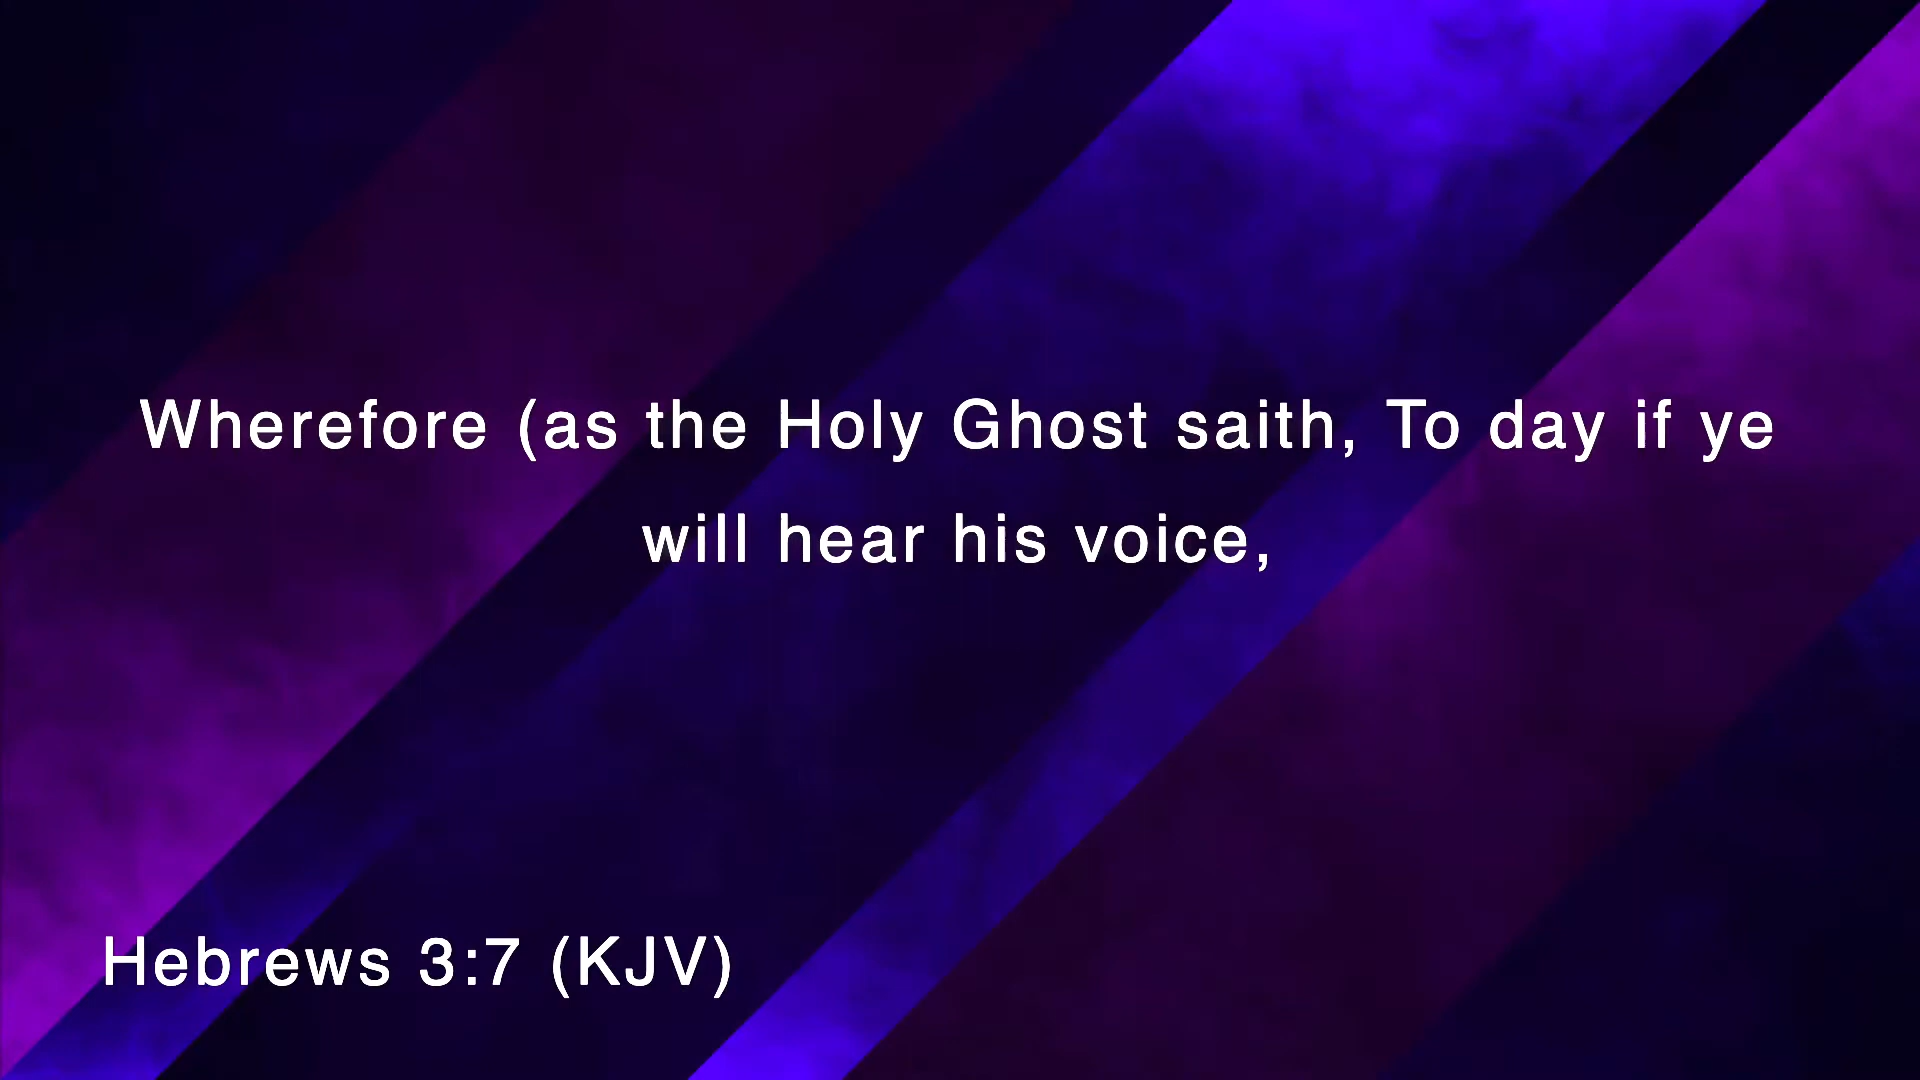 Wherefore (as the Holy Ghost saith, To day if ye
will hear his voice,
Hebrews 3:7 (KJV)